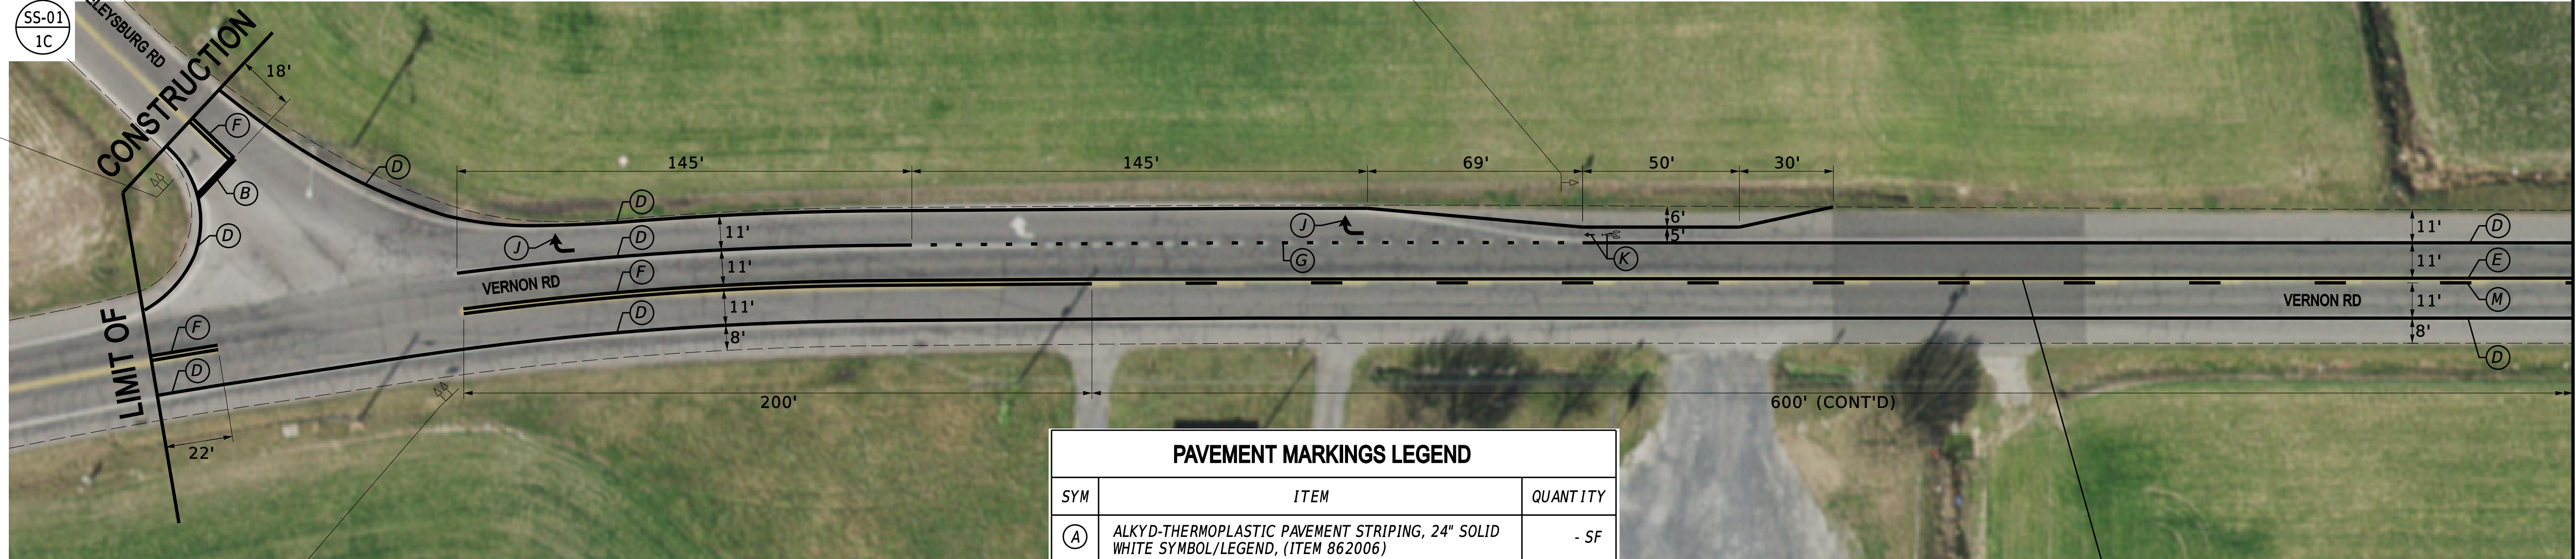 SS-01
1C
ELEYSBURG RD
LIMIT OF
CONSTRUCTION
18'
F
B
D
D
F
D
22'
145'
145'
69'
50'
30'
D
J
D
11'
VERNON RD
F
11'
D
11'
8'
200'
J
G
K
6'
5'
600' (CONT'D)
VERNON RD
11'
D
11'
E
11'
M
8'
D
PAVEMENT MARKINGS LEGEND
SYM ITEM QUANTITY
A ALKYD-THERMOPLASTIC PAVEMENT STRIPING, 24" SOLID
WHITE SYMBOL/LEGEND, (ITEM 862006) - SF